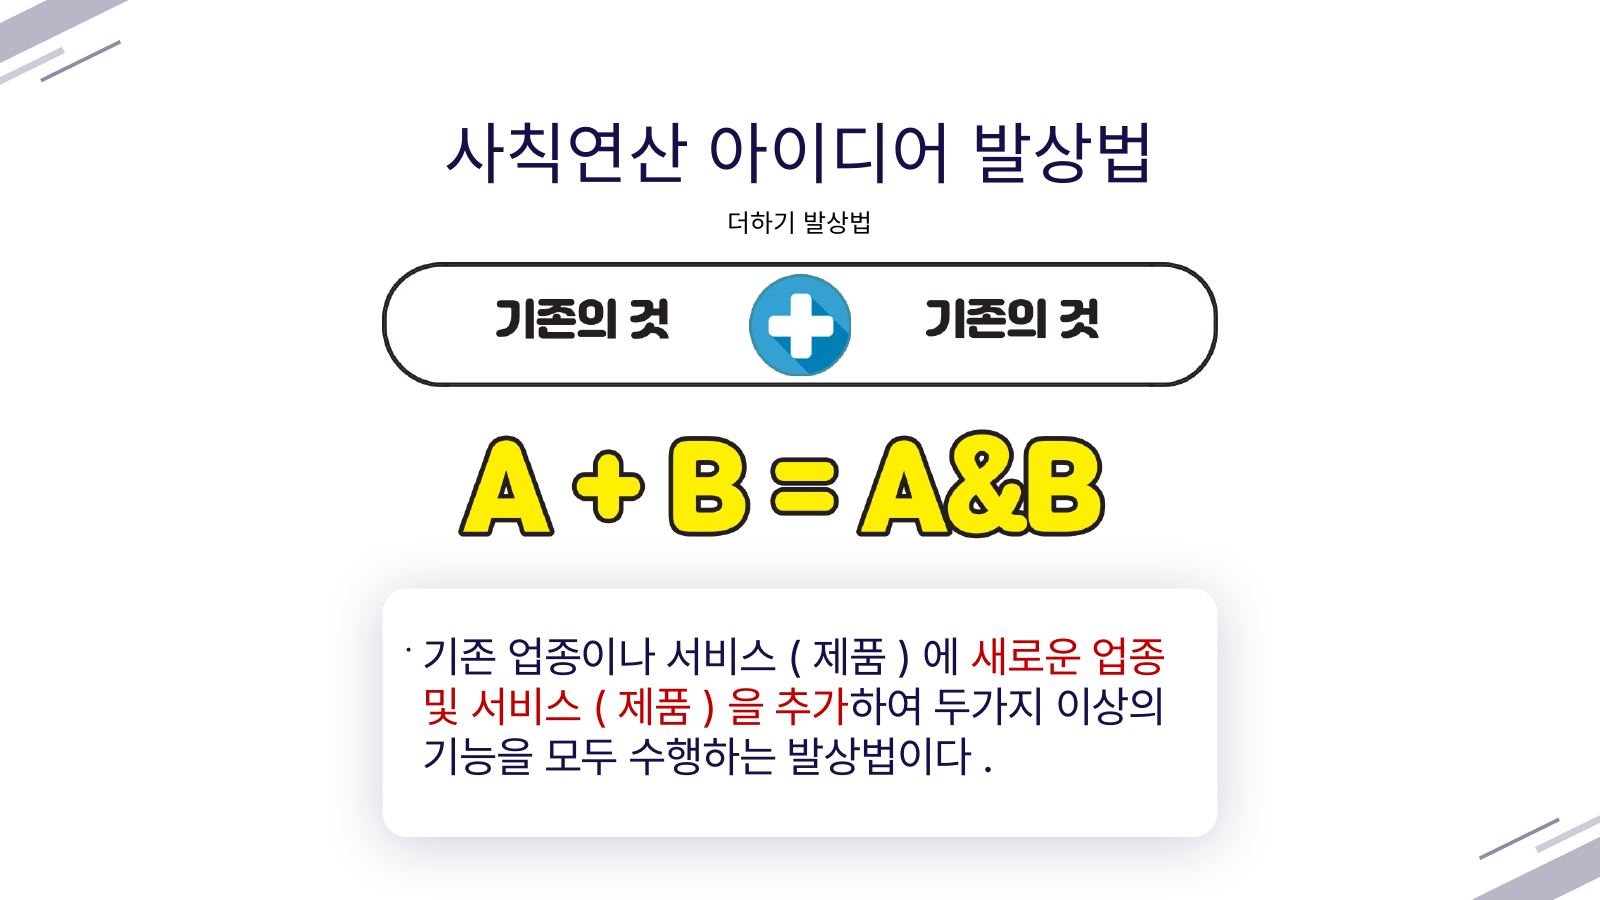 사칙연산 아이디어 발상법
더하기 발상법
기존의 것 + 기존의 것
A + B = A&B
· 기존 업종이나 서비스 ( 제품 ) 에 새로운 업종
및 서비스 ( 제품 ) 을 추가하여 두가지 이상의
기능을 모두 수행하는 발상법이다 .